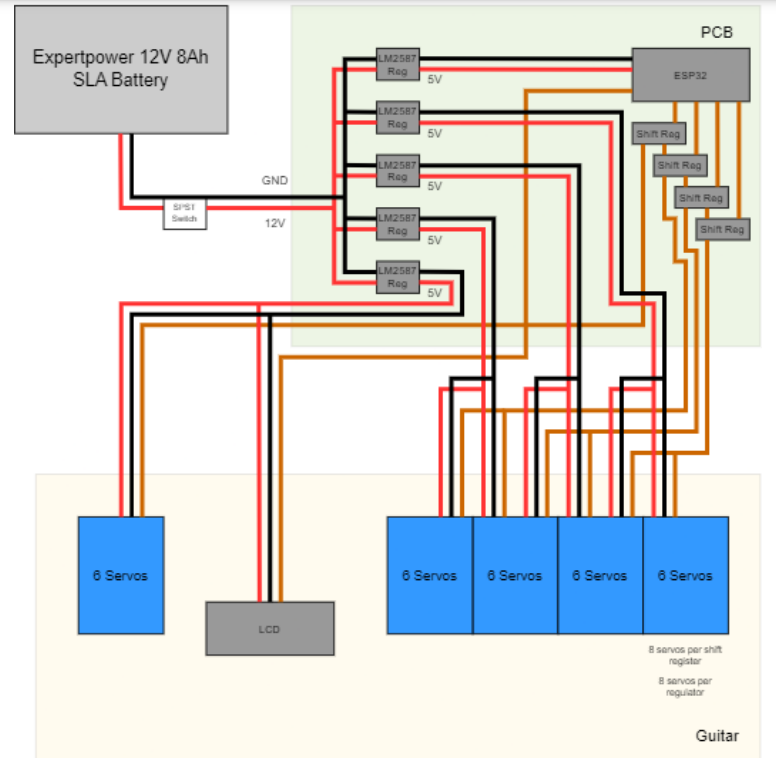 Expertpower 12V 8Ah
SLA Battery
PCB
LM2587
Reg
5V
ESP32
LM2587
Reg
5V
Shift Reg
LM2587
Reg
5V
Shift Reg
GND
SPST
Switch
12V
Shift Reg
LM2587
Reg
5V
Shift Reg
LM2587
Reg
5V
6 Servos
6 Servos
6 Servos
6 Servos
6 Servos
LCD
8 servos per shift
register
8 servos per
regulator
Guitar